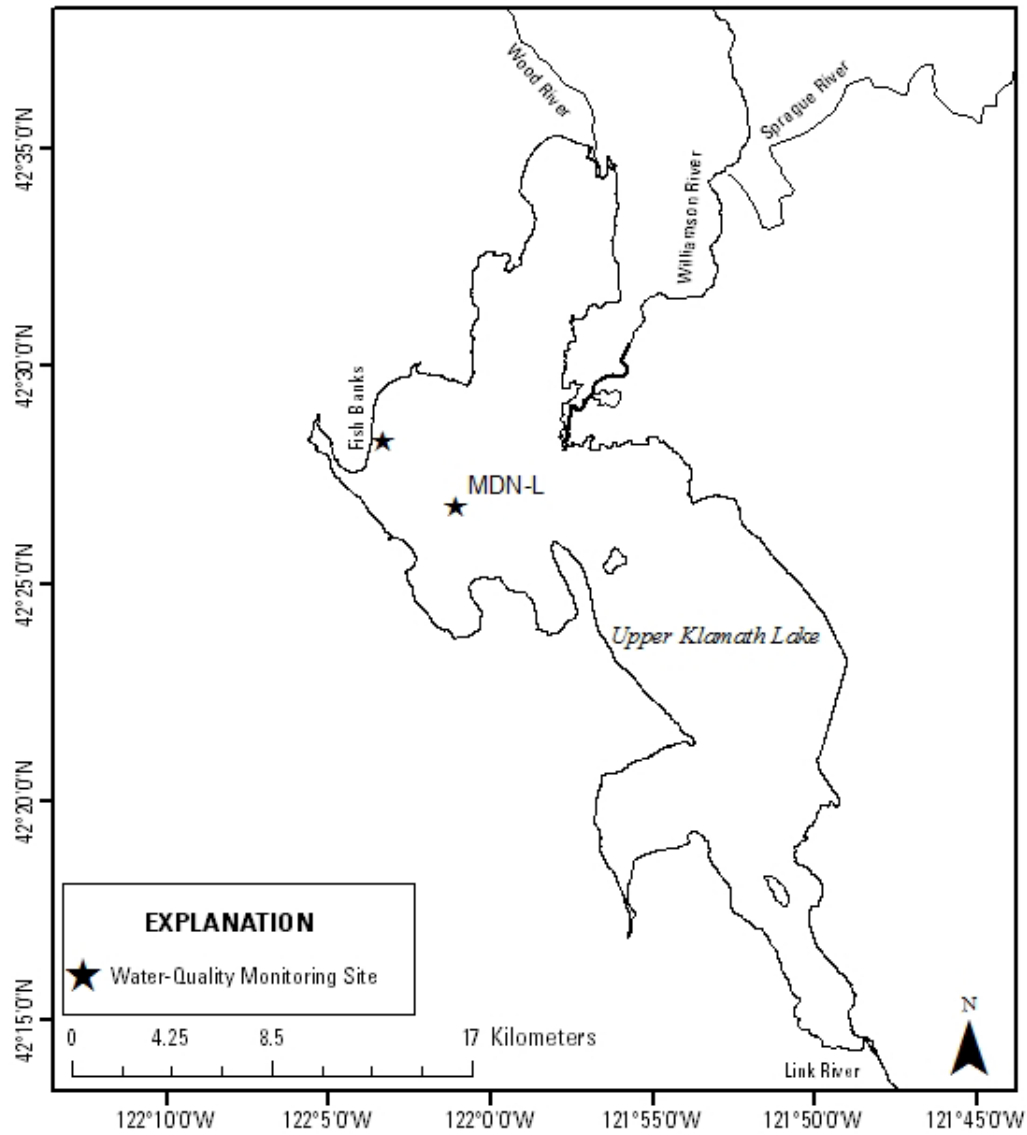 Wood River
Sprague River
Williamson River
Fish Banks
MDN-L
Upper Klamath Lake
Link River
N
EXPLANATION
Water-Quality Monitoring Site
0 4.25 8.5 17 Kilometers
42°35'0"N
42°30'0"N
42°25'0"N
42°20'0"N
42°15'0"N
122°10'0"W
122°5'0"W
122°0'0"W
121°55'0"W
121°50'0"W
121°45'0"W